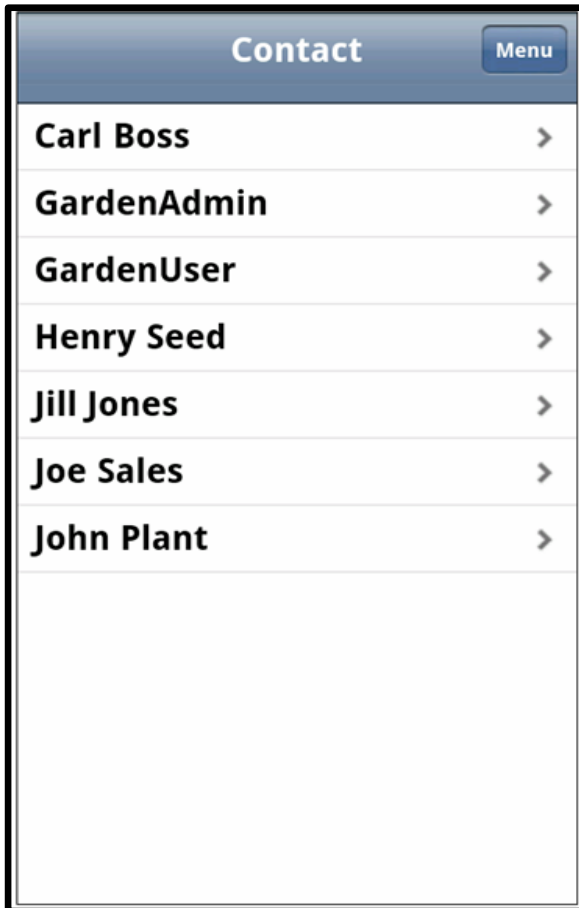 Contact
Menu
Carl Boss
GardenAdmin
GardenUser
Henry Seed
Jill Jones
Joe Sales
John Plant